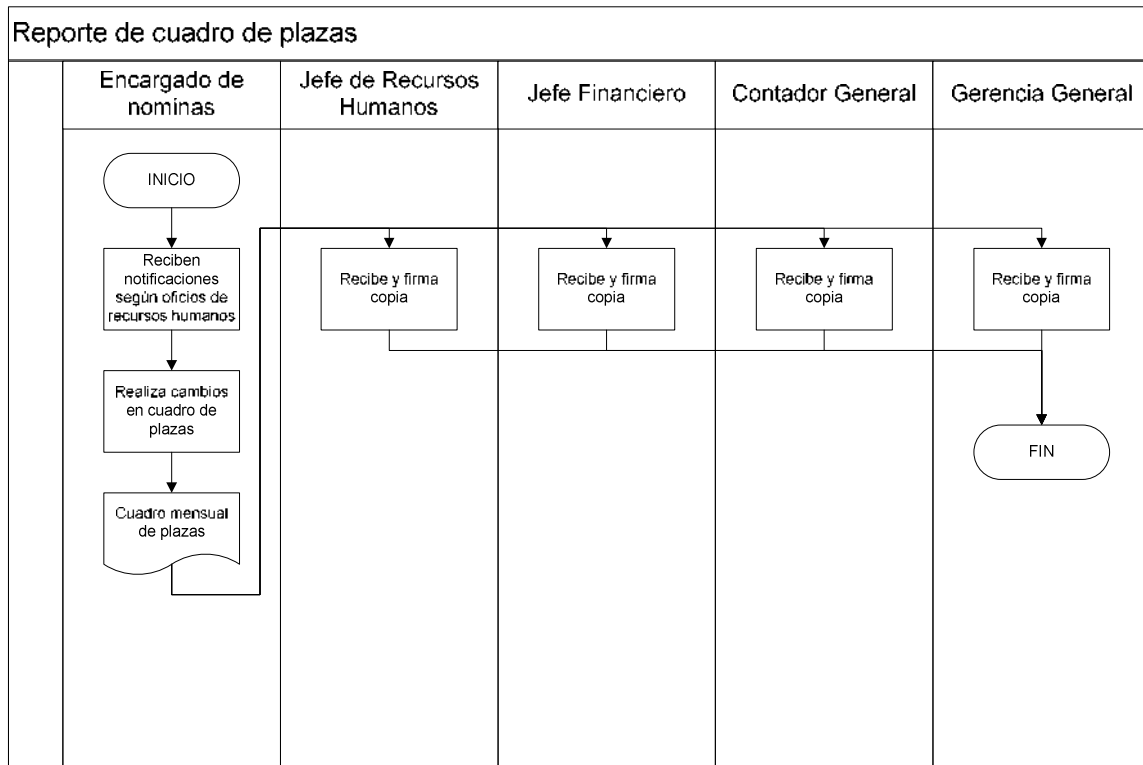 Reporte de cuadro de plazas
Encargado de
nominas
Jefe de Recursos
Humanos
Jefe Financiero
Contador General
Gerencia General
INICIO
Reciben
notificaciones
según oficios de
recursos humanos
Realiza cambios
en cuadro de
plazas
Cuadro mensual
de plazas
Recibe y firma
copia
Recibe y firma
copia
Recibe y firma
copia
Recibe y firma
copia
FIN